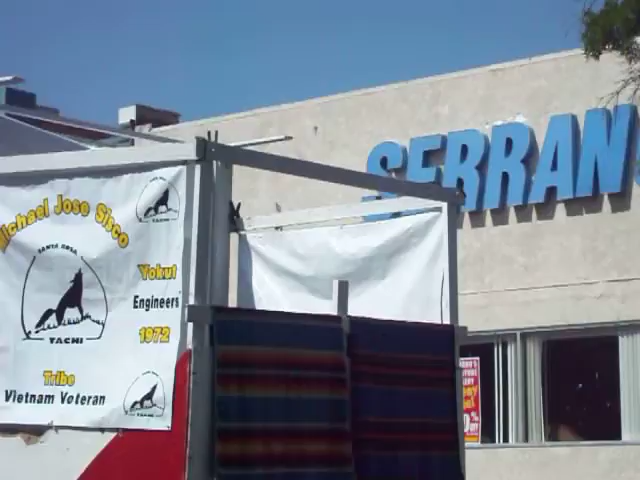 SERRAN
Michael Jose Sisco
SANTA ROSA
TACHI
Yokut
Engineers
1972
Tribe
Vietnam Veteran